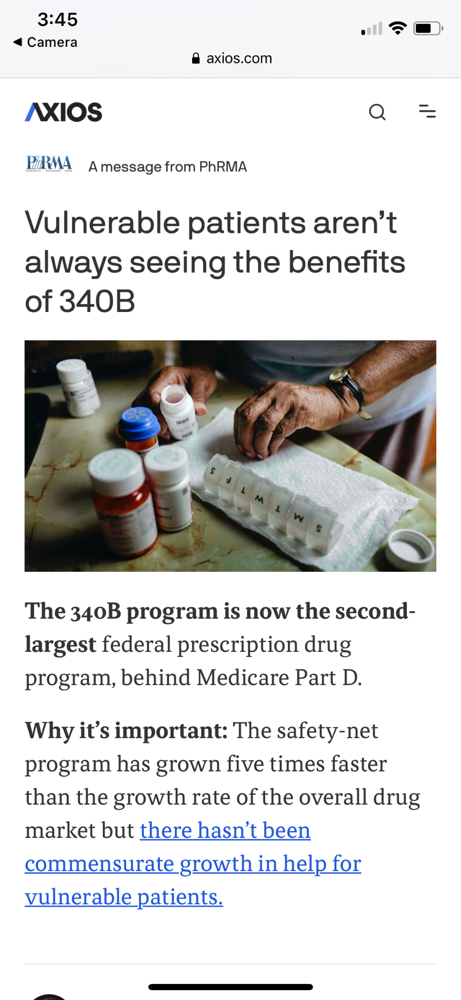 3:45
◀ Camera
axios.com
AXIOS
PhRMA
RESEARCH · PROGRESS · HOPE
A message from PhRMA
Vulnerable patients aren’t
always seeing the benefits
of 340B
S
F
T
W
T
M
S
The 340B program is now the second-
largest federal prescription drug
program, behind Medicare Part D.
Why it’s important: The safety-net
program has grown five times faster
than the growth rate of the overall drug
market but there hasn’t been
commensurate growth in help for
vulnerable patients.